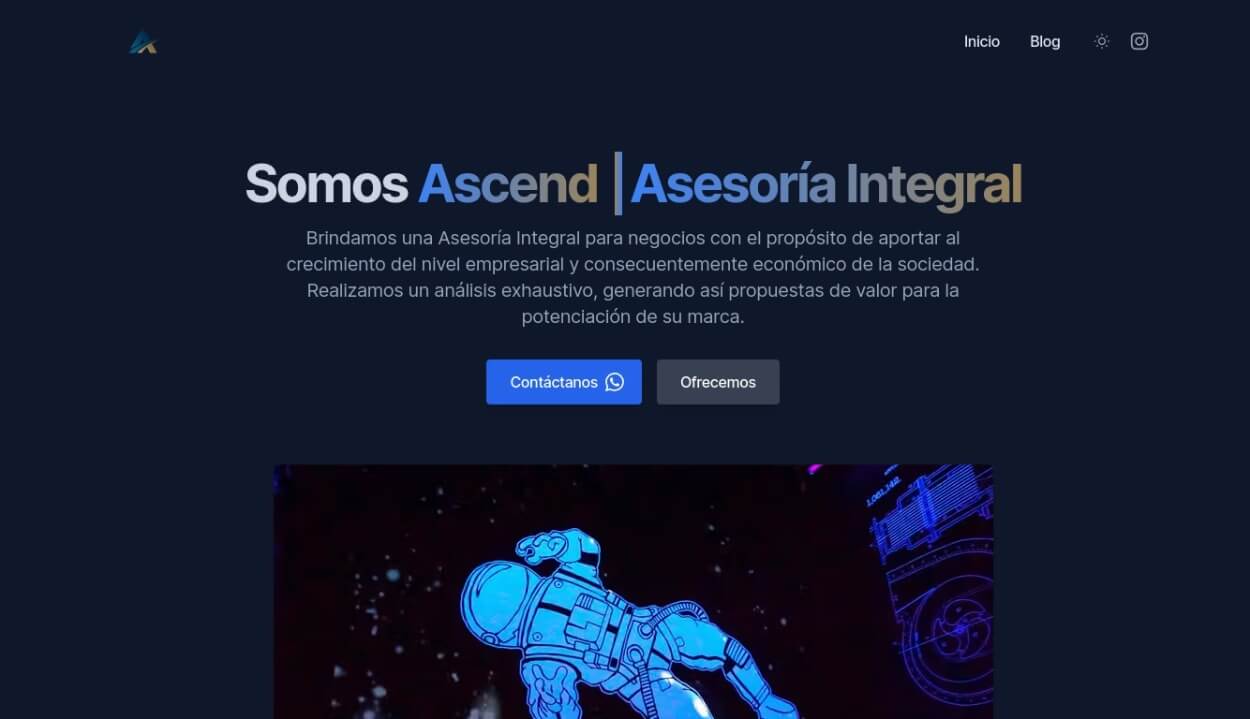 Inicio Blog
Somos Ascend | Asesoría Integral
Brindamos una Asesoría Integral para negocios con el propósito de aportar al
crecimiento del nivel empresarial y consecuentemente económico de la sociedad.
Realizamos un análisis exhaustivo, generando así propuestas de valor para la
potenciación de su marca.
Contáctanos Ofrecemos